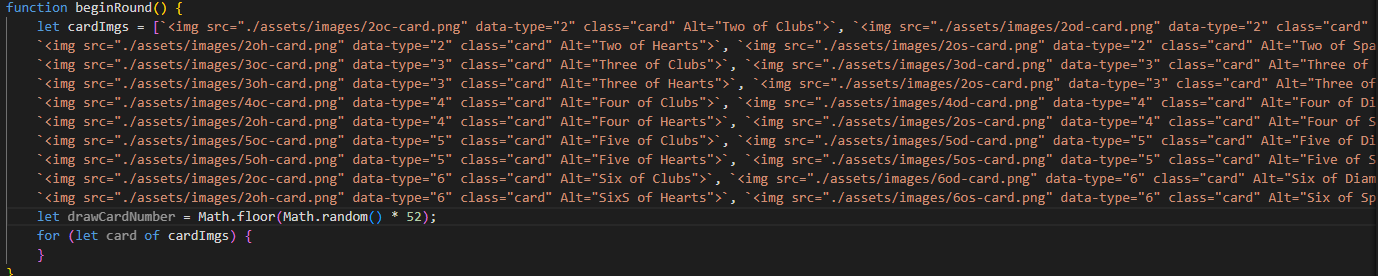 function beginRound() {
let cardImgs = [`<img src="./assets/images/2oc-card.png" data-type="2" class="card" Alt="Two of Clubs">`, `<img src="./assets/images/2od-card.png" data-type="2" class="card"
`<img src="./assets/images/2oh-card.png" data-type="2" class="card" Alt="Two of Hearts">`, `<img src="./assets/images/2os-card.png" data-type="2" class="card" Alt="Two of Spa
`<img src="./assets/images/3oc-card.png" data-type="3" class="card" Alt="Three of Clubs">`, `<img src="./assets/images/3od-card.png" data-type="3" class="card" Alt="Three of
`<img src="./assets/images/3oh-card.png" data-type="3" class="card" Alt="Three of Hearts">`, `<img src="./assets/images/2os-card.png" data-type="3" class="card" Alt="Three of
`<img src="./assets/images/4oc-card.png" data-type="4" class="card" Alt="Four of Clubs">`, `<img src="./assets/images/4od-card.png" data-type="4" class="card" Alt="Four of Di
`<img src="./assets/images/2oh-card.png" data-type="4" class="card" Alt="Four of Hearts">`, `<img src="./assets/images/2os-card.png" data-type="4" class="card" Alt="Four of S
`<img src="./assets/images/5oc-card.png" data-type="5" class="card" Alt="Five of Clubs">`, `<img src="./assets/images/5od-card.png" data-type="5" class="card" Alt="Five of Di
`<img src="./assets/images/5oh-card.png" data-type="5" class="card" Alt="Five of Hearts">`, `<img src="./assets/images/5os-card.png" data-type="5" class="card" Alt="Five of S
`<img src="./assets/images/2oc-card.png" data-type="6" class="card" Alt="Six of Clubs">`, `<img src="./assets/images/6od-card.png" data-type="6" class="card" Alt="Six of Diam
`<img src="./assets/images/2oh-card.png" data-type="6" class="card" Alt="SixS of Hearts">`, `<img src="./assets/images/6os-card.png" data-type="6" class="card" Alt="Six of Sp
let drawCardNumber = Math.floor(Math.random() * 52);
for (let card of cardImgs) {
}
}